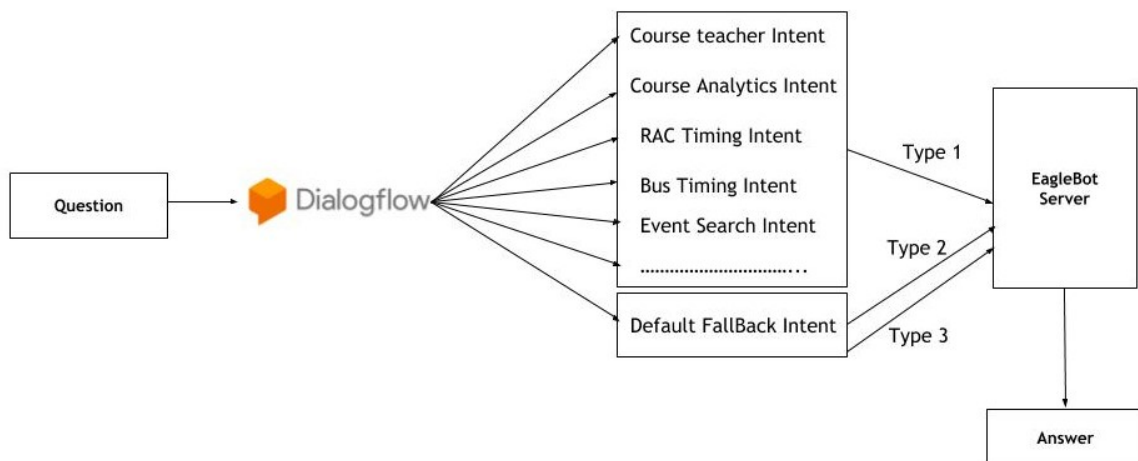 Question
Dialogflow
Course teacher Intent
Course Analytics Intent
RAC Timing Intent
Bus Timing Intent
Event Search Intent
.................................
Default FallBack Intent
Type 1
Type 2
Type 3
EagleBot
Server
Answer